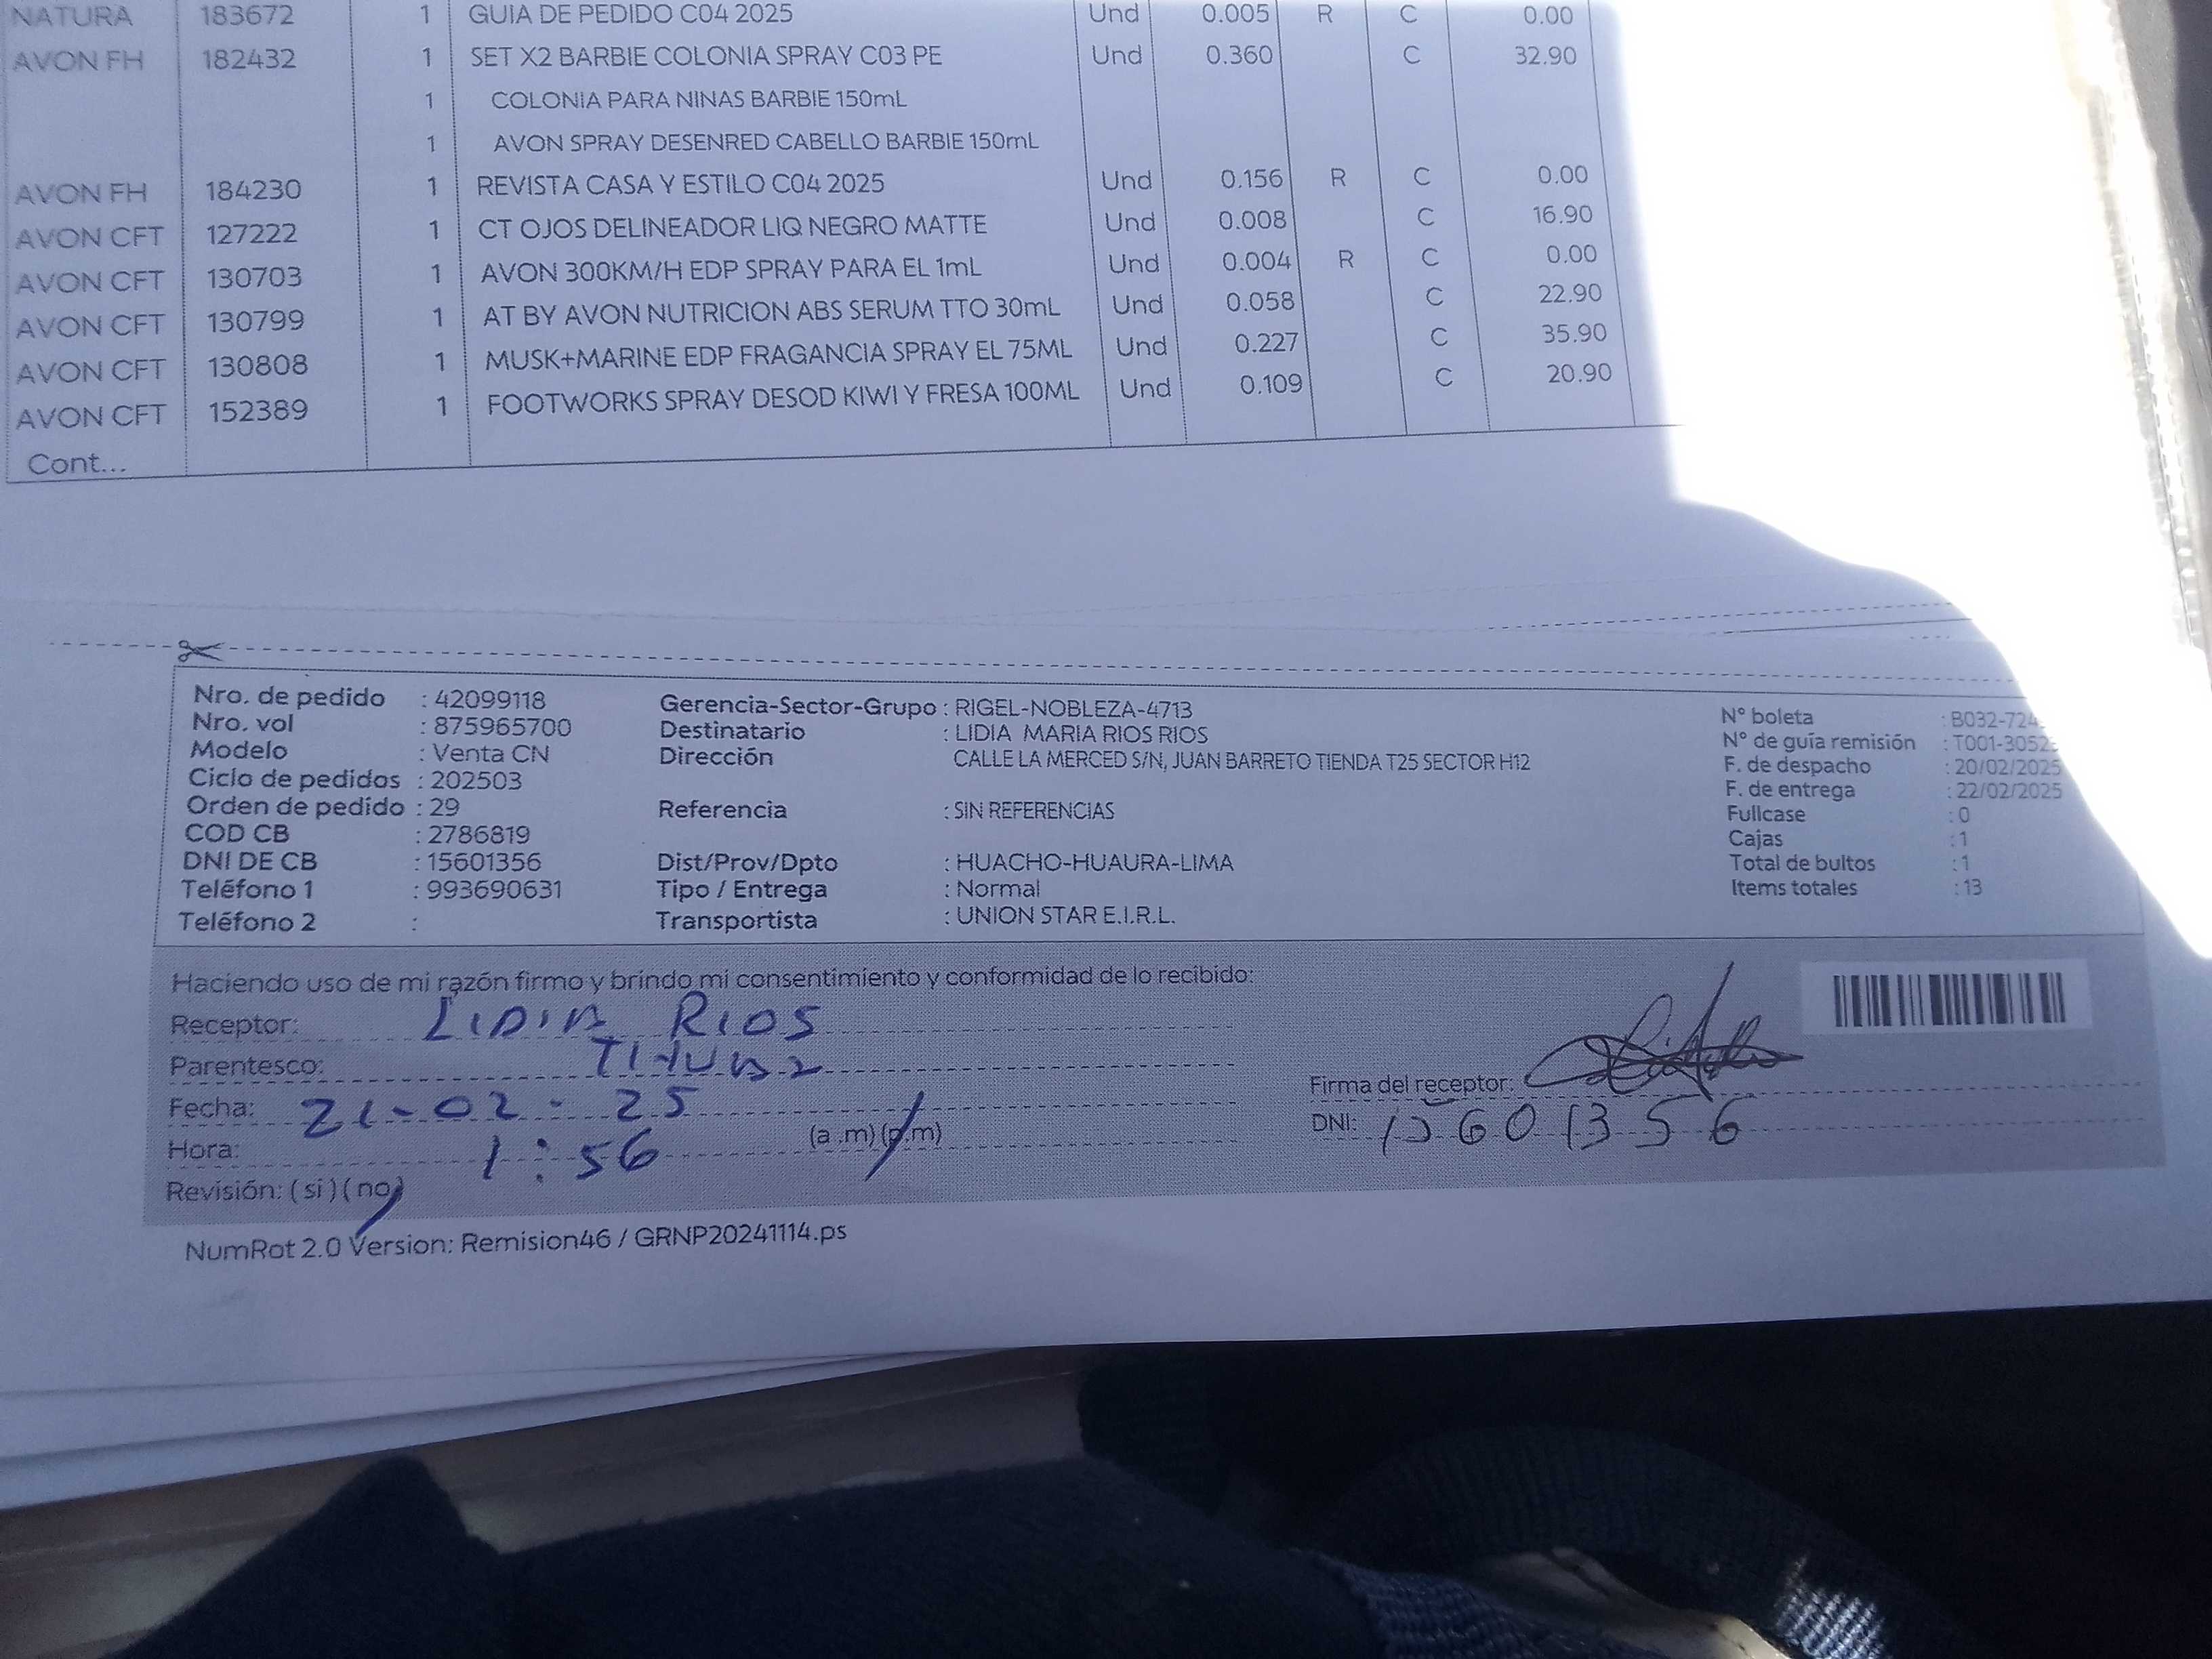 NATURA 183672 1 GUIA DE PEDIDO C04 2025 Und 0.005 R C 0.00
AVON FH 182432 1 SET X2 BARBIE COLONIA SPRAY C03 PE Und 0.360 C 32.90
1 COLONIA PARA NINAS BARBIE 150mL
1 AVON SPRAY DESENRED CABELLO BARBIE 150mL
AVON FH 184230 1 REVISTA CASA Y ESTILO C04 2025 Und 0.156 R C 0.00
AVON CFT 127222 1 CT OJOS DELINEADOR LIQ NEGRO MATTE Und 0.008 C 16.90
AVON CFT 130703 1 AVON 300KM/H EDP SPRAY PARA EL 1mL Und 0.004 R C 0.00
AVON CFT 130799 1 AT BY AVON NUTRICION ABS SERUM TTO 30mL Und 0.058 C 22.90
AVON CFT 130808 1 MUSK+MARINE EDP FRAGANCIA SPRAY EL 75ML Und 0.227 C 35.90
AVON CFT 152389 1 FOOTWORKS SPRAY DESOD KIWI Y FRESA 100ML Und 0.109 C 20.90
Cont...
Nro. de pedido : 42099118 Gerencia-Sector-Grupo : RIGEL-NOBLEZA-4713 N° boleta : B032-724
Nro. vol : 875965700 Destinatario : LIDIA MARIA RIOS RIOS N° de guía remisión : T001-3052
Modelo : Venta CN Dirección CALLE LA MERCED S/N, JUAN BARRETO TIENDA T25 SECTOR H12 F. de despacho : 20/02/2025
Ciclo de pedidos : 202503 F. de entrega : 22/02/2025
Orden de pedido : 29 Referencia : SIN REFERENCIAS Fullcase : 0
COD CB : 2786819 Cajas : 1
DNI DE CB : 15601356 Dist/Prov/Dpto : HUACHO-HUAURA-LIMA Total de bultos : 1
Teléfono 1 : 993690631 Tipo / Entrega : Normal Items totales : 13
Teléfono 2 : Transportista : UNION STAR E.I.R.L.
Haciendo uso de mi razón firmo y brindo mi consentimiento y conformidad de lo recibido:
Receptor: LIDIA RIOS
Parentesco:
Fecha: 21-02-25 Firma del receptor:
Hora: 1:56 (a .m) (p.m) DNI: 15601356
Revisión: ( si ) ( no )
NumRot 2.0 Version: Remision46 / GRNP20241114.ps